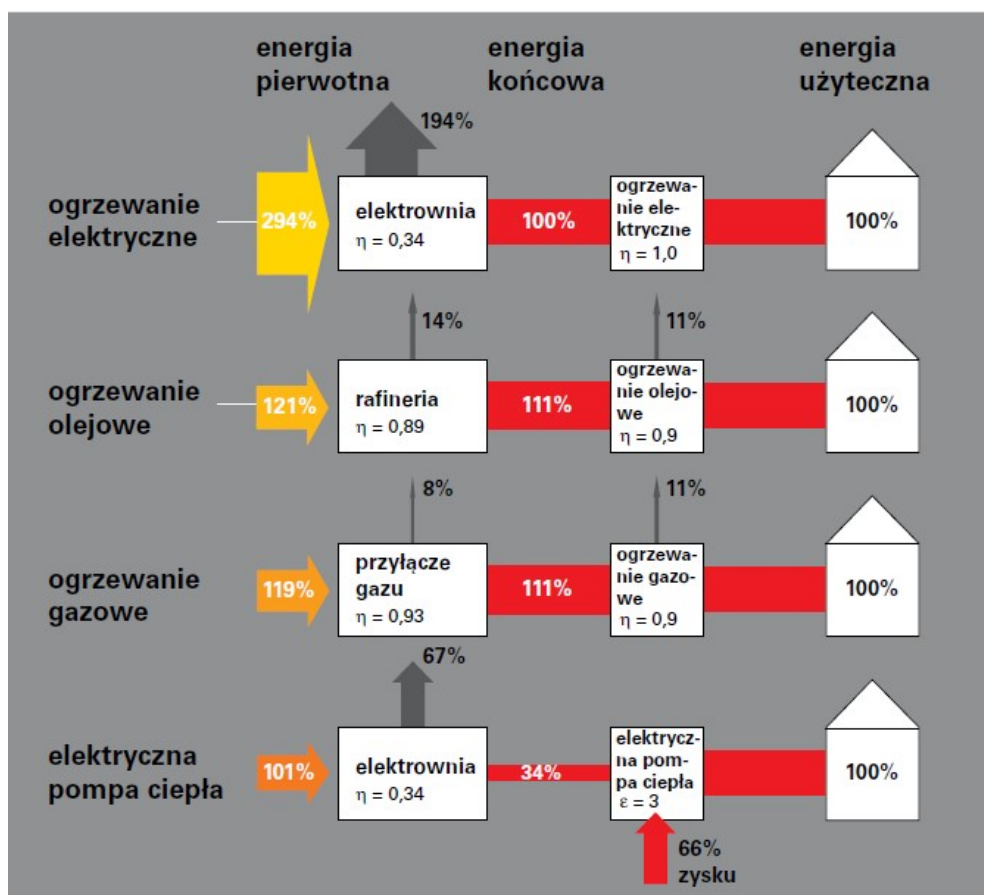 energia
pierwotna
energia
końcowa
energia
użyteczna
194%
ogrzewanie
elektryczne
294%
elektrownia
η = 0,34
100%
ogrzewa-
nie ele-
ktryczne
η = 1,0
100%
14%
11%
ogrzewanie
olejowe
121%
rafineria
η = 0,89
111%
ogrzewa-
nie olejo-
we
η = 0,9
100%
8%
11%
ogrzewanie
gazowe
119%
przyłącze
gazu
η = 0,93
111%
ogrzewa-
nie gazo-
we
η = 0,9
100%
67%
elektryczna
pompa ciepła
101%
elektrownia
η = 0,34
34%
elektrycz-
na pom-
pa ciepła
ε = 3
100%
66%
zysku